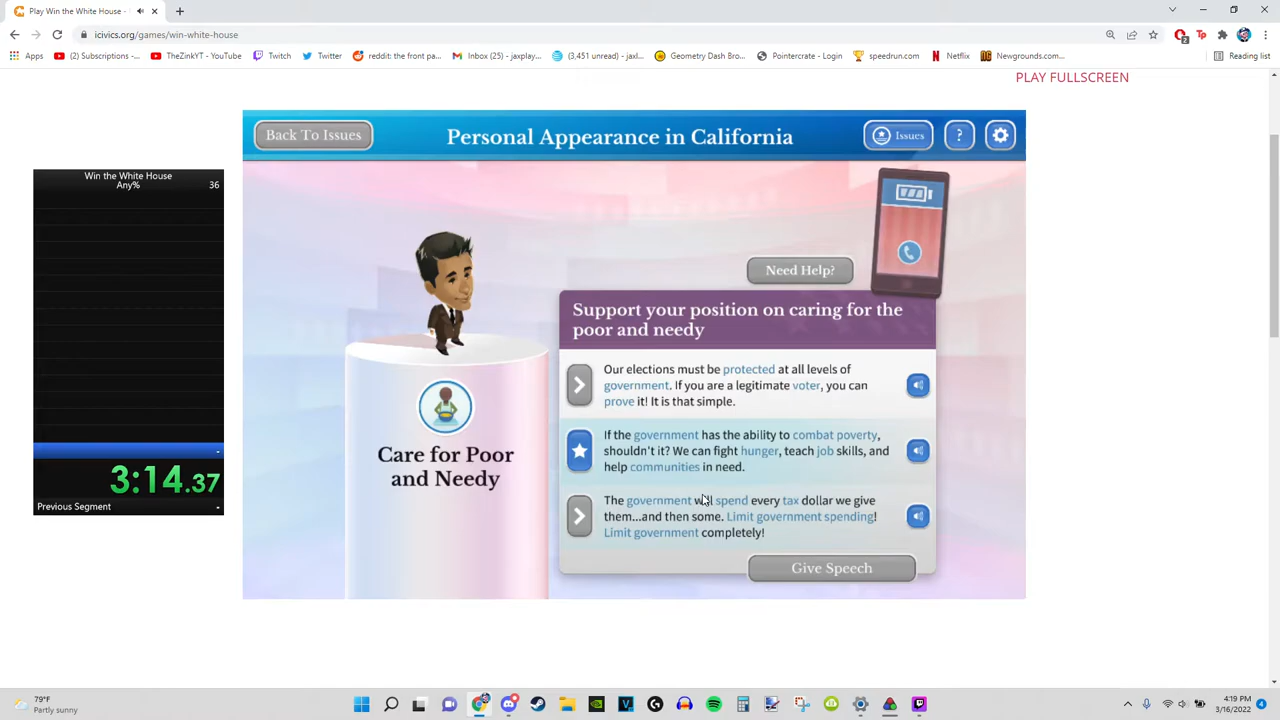 Play Win the White House - i
icivics.org/games/win-white-house
Apps
(2) Subscriptions -...
TheZinkYT - YouTube
Twitch
Twitter
reddit: the front pa...
Inbox (25) - jaxplay...
(3,451 unread) - jaxl...
Geometry Dash Bro...
Pointercrate - Login
speedrun.com
Netflix
Newgrounds.com...
Reading list
PLAY FULLSCREEN
Back To Issues
Personal Appearance in California
Issues
?
Win the White House
Any%
36
-
3:14.37
Previous Segment
-
Need Help?
Support your position on caring for the
poor and needy
Our elections must be protected at all levels of
government. If you are a legitimate voter, you can
prove it! It is that simple.
If the government has the ability to combat poverty,
shouldn't it? We can fight hunger, teach job skills, and
help communities in need.
The government will spend every tax dollar we give
them...and then some. Limit government spending!
Limit government completely!
Give Speech
Care for Poor
and Needy
79°F
Partly sunny
4:19 PM
3/16/2022